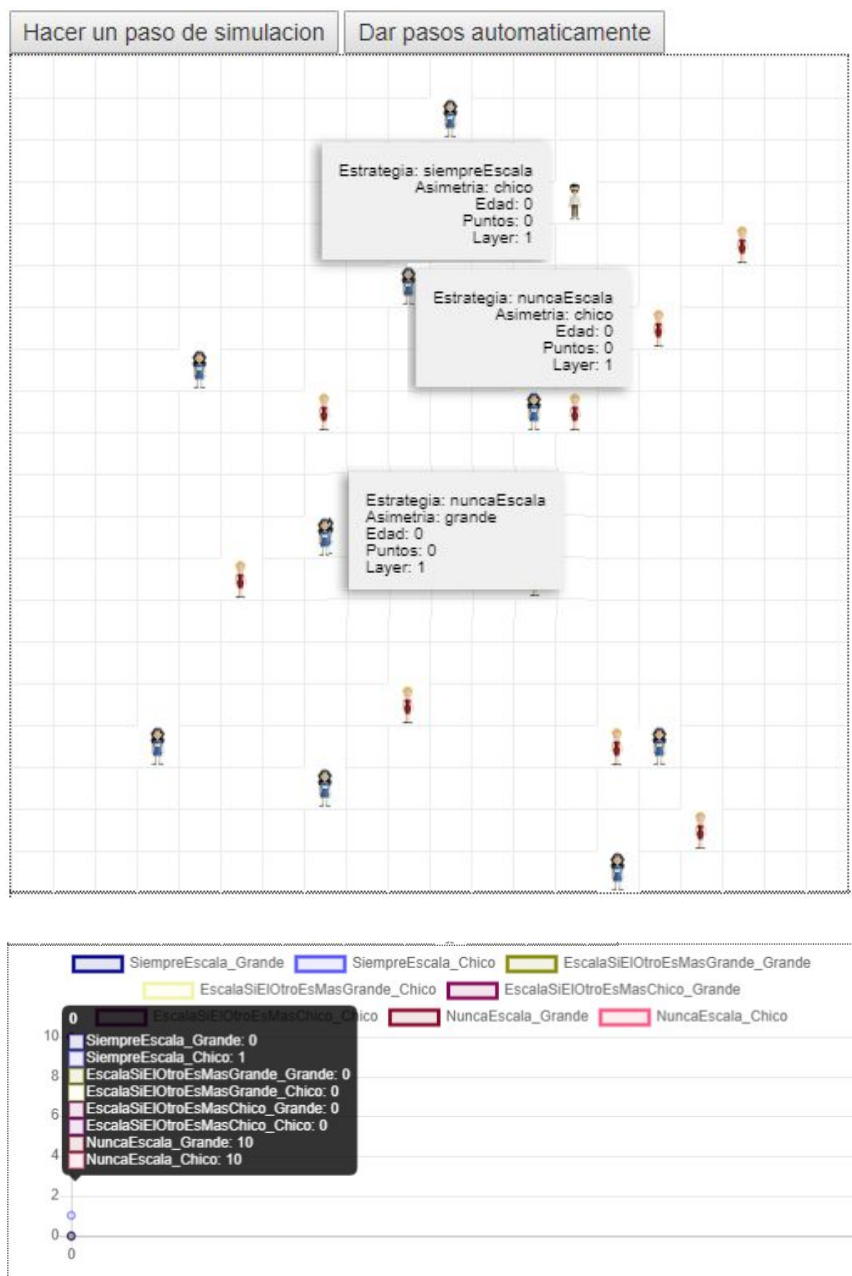 Hacer un paso de simulacion Dar pasos automaticamente
Estrategia: siempreEscala
Asimetria: chico
Edad: 0
Puntos: 0
Layer: 1
Estrategia: nuncaEscala
Asimetria: chico
Edad: 0
Puntos: 0
Layer: 1
Estrategia: nuncaEscala
Asimetria: grande
Edad: 0
Puntos: 0
Layer: 1
SiempreEscala_Grande SiempreEscala_Chico EscalaSiElOtroEsMasGrande_Grande
EscalaSiElOtroEsMasGrande_Chico EscalaSiElOtroEsMasChico_Grande
EscalaSiElOtroEsMasChico_Chico NuncaEscala_Grande NuncaEscala_Chico
0
SiempreEscala_Grande: 0
SiempreEscala_Chico: 1
EscalaSiElOtroEsMasGrande_Grande: 0
EscalaSiElOtroEsMasGrande_Chico: 0
EscalaSiElOtroEsMasChico_Grande: 0
EscalaSiElOtroEsMasChico_Chico: 0
NuncaEscala_Grande: 10
NuncaEscala_Chico: 10
10
8
6
4
2
0
0